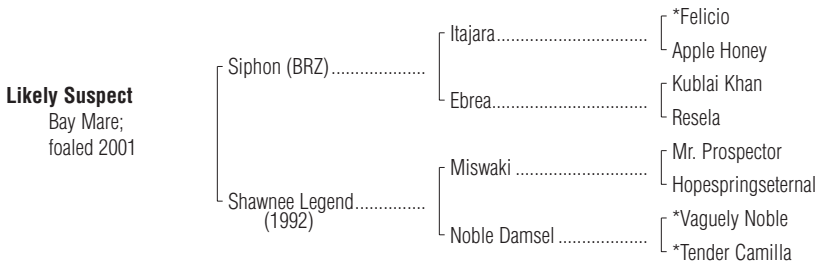 Likely Suspect
Bay Mare;
foaled 2001
Siphon (BRZ)....................
Shawnee Legend...............
(1992)
Itajara.....................................
Ebrea......................................
Miswaki ................................
Noble Damsel .....................
*Felicio
Apple Honey
Kublai Khan
Resela
Mr. Prospector
Hopespringseternal
*Vaguely Noble
*Tender Camilla